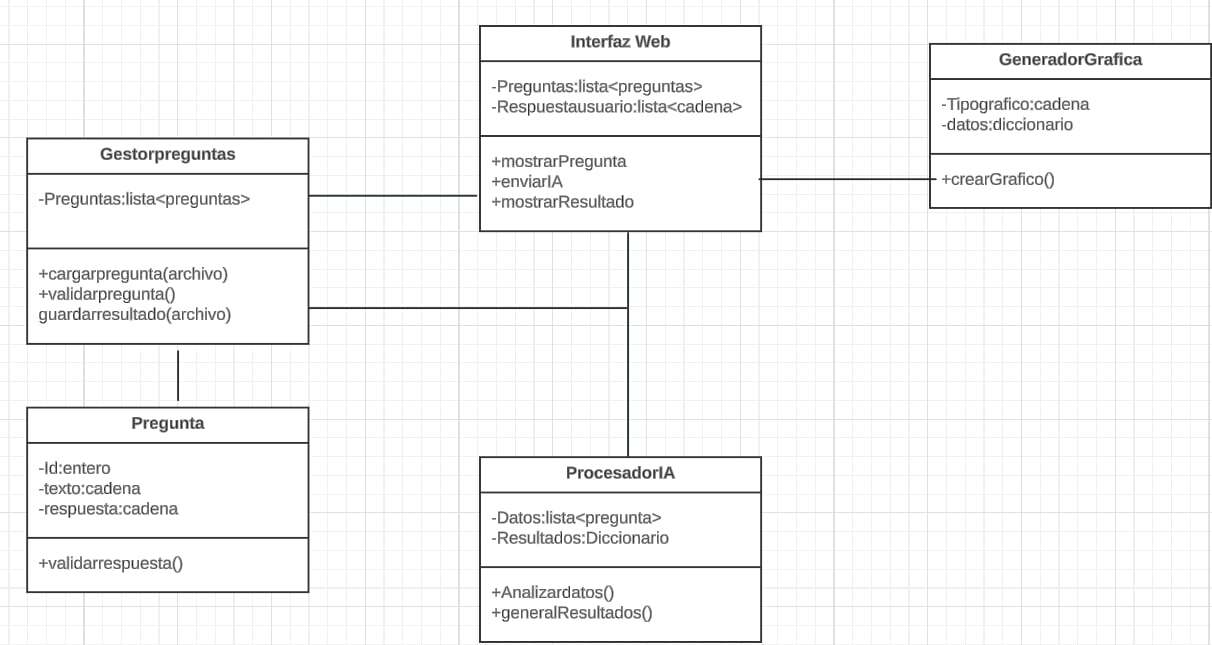 Interfaz Web
-Preguntas:lista<preguntas>
-Respuestausuario:lista<cadena>
+mostrarPregunta
+enviarIA
+mostrarResultado
GeneradorGrafica
-Tipografico:cadena
-datos:diccionario
+crearGrafico()
Gestorpreguntas
-Preguntas:lista<preguntas>
+cargarpregunta(archivo)
+validarpregunta()
guardarresultado(archivo)
Pregunta
-Id:entero
-texto:cadena
-respuesta:cadena
+validarrespuesta()
ProcesadorIA
-Datos:lista<pregunta>
-Resultados:Diccionario
+Analizardatos()
+generalResultados()